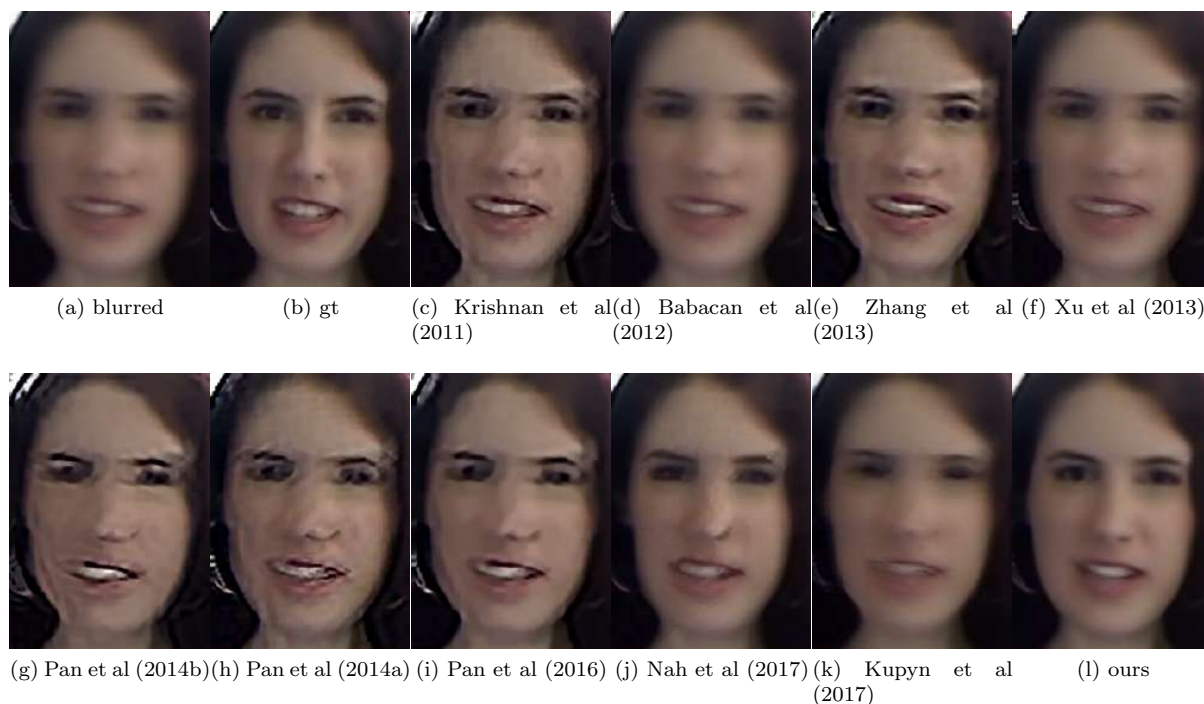 (a) blurred
(b) gt
(c) Krishnan et al
(2011)
(d) Babacan et al
(2012)
(e) Zhang et al
(2013)
(f) Xu et al (2013)
(g) Pan et al (2014b)
(h) Pan et al (2014a)
(i) Pan et al (2016)
(j) Nah et al (2017)
(k) Kupyn et al
(2017)
(l) ours